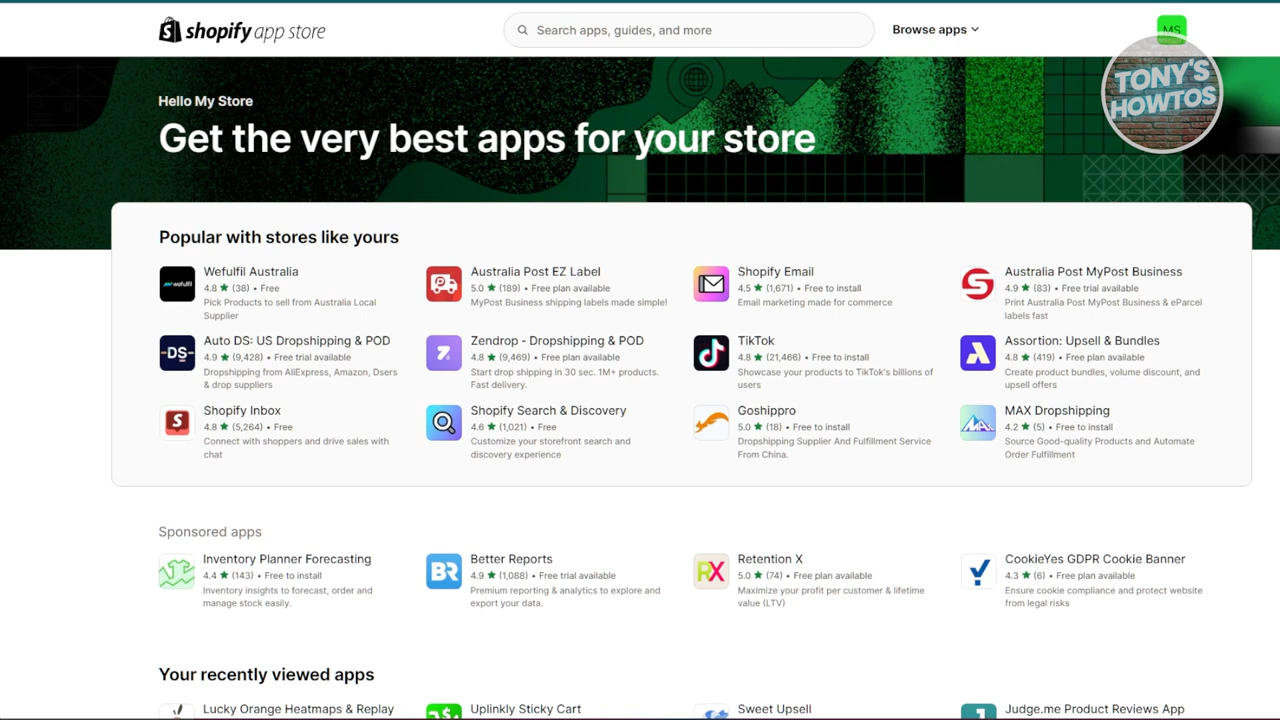 shopify app store
Search apps, guides, and more
Browse apps
MS
TONY'S
HOWTOS
Hello My Store
Get the very best apps for your store
Popular with stores like yours
wefulfil
Wefulfil Australia
4.8 ★ (38) • Free
Pick Products to sell from Australia Local
Supplier
Australia Post EZ Label
5.0 ★ (189) • Free plan available
MyPost Business shipping labels made simple!
Shopify Email
4.5 ★ (1,671) • Free to install
Email marketing made for commerce
Australia Post MyPost Business
4.9 ★ (83) • Free trial available
Print Australia Post MyPost Business & eParcel
labels fast
-DS-
Auto DS: US Dropshipping & POD
4.9 ★ (9,428) • Free trial available
Dropshipping from AliExpress, Amazon, Dsers
& drop suppliers
Zendrop - Dropshipping & POD
4.8 ★ (9,469) • Free plan available
Start drop shipping in 30 sec. 1M+ products.
Fast delivery.
TikTok
4.8 ★ (21,466) • Free to install
Showcase your products to TikTok's billions of
users
Assortion: Upsell & Bundles
4.8 ★ (419) • Free plan available
Create product bundles, volume discount, and
upsell offers
Shopify Inbox
4.8 ★ (5,264) • Free
Connect with shoppers and drive sales with
chat
Shopify Search & Discovery
4.6 ★ (1,021) • Free
Customize your storefront search and
discovery experience
Goshippro
5.0 ★ (18) • Free to install
Dropshipping Supplier And Fulfillment Service
From China.
MAX
MAX Dropshipping
4.2 ★ (5) • Free to install
Source Good-quality Products and Automate
Order Fulfillment
Sponsored apps
Inventory Planner Forecasting
4.4 ★ (143) • Free to install
Inventory insights to forecast, order and
manage stock easily.
BR
Better Reports
4.9 ★ (1,088) • Free trial available
Premium reporting & analytics to explore and
export your data.
RX
Retention X
5.0 ★ (74) • Free plan available
Maximize your profit per customer & lifetime
value (LTV)
CookieYes GDPR Cookie Banner
4.3 ★ (6) • Free plan available
Ensure cookie compliance and protect website
from legal risks
Your recently viewed apps
Lucky Orange Heatmaps & Replay
Uplinkly Sticky Cart
Sweet Upsell
Judge.me Product Reviews App